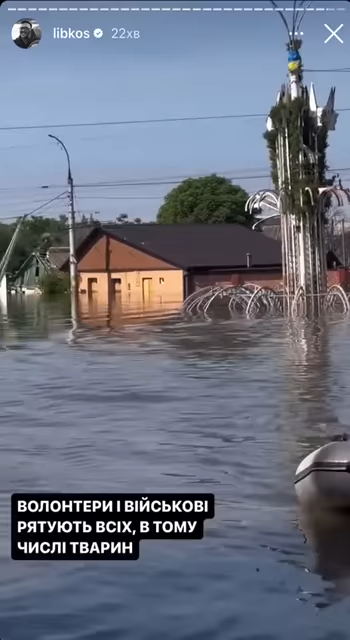 libkos 22хв
ВОЛОНТЕРИ І ВІЙСЬКОВІ
РЯТУЮТЬ ВСІХ, В ТОМУ
ЧИСЛІ ТВАРИН